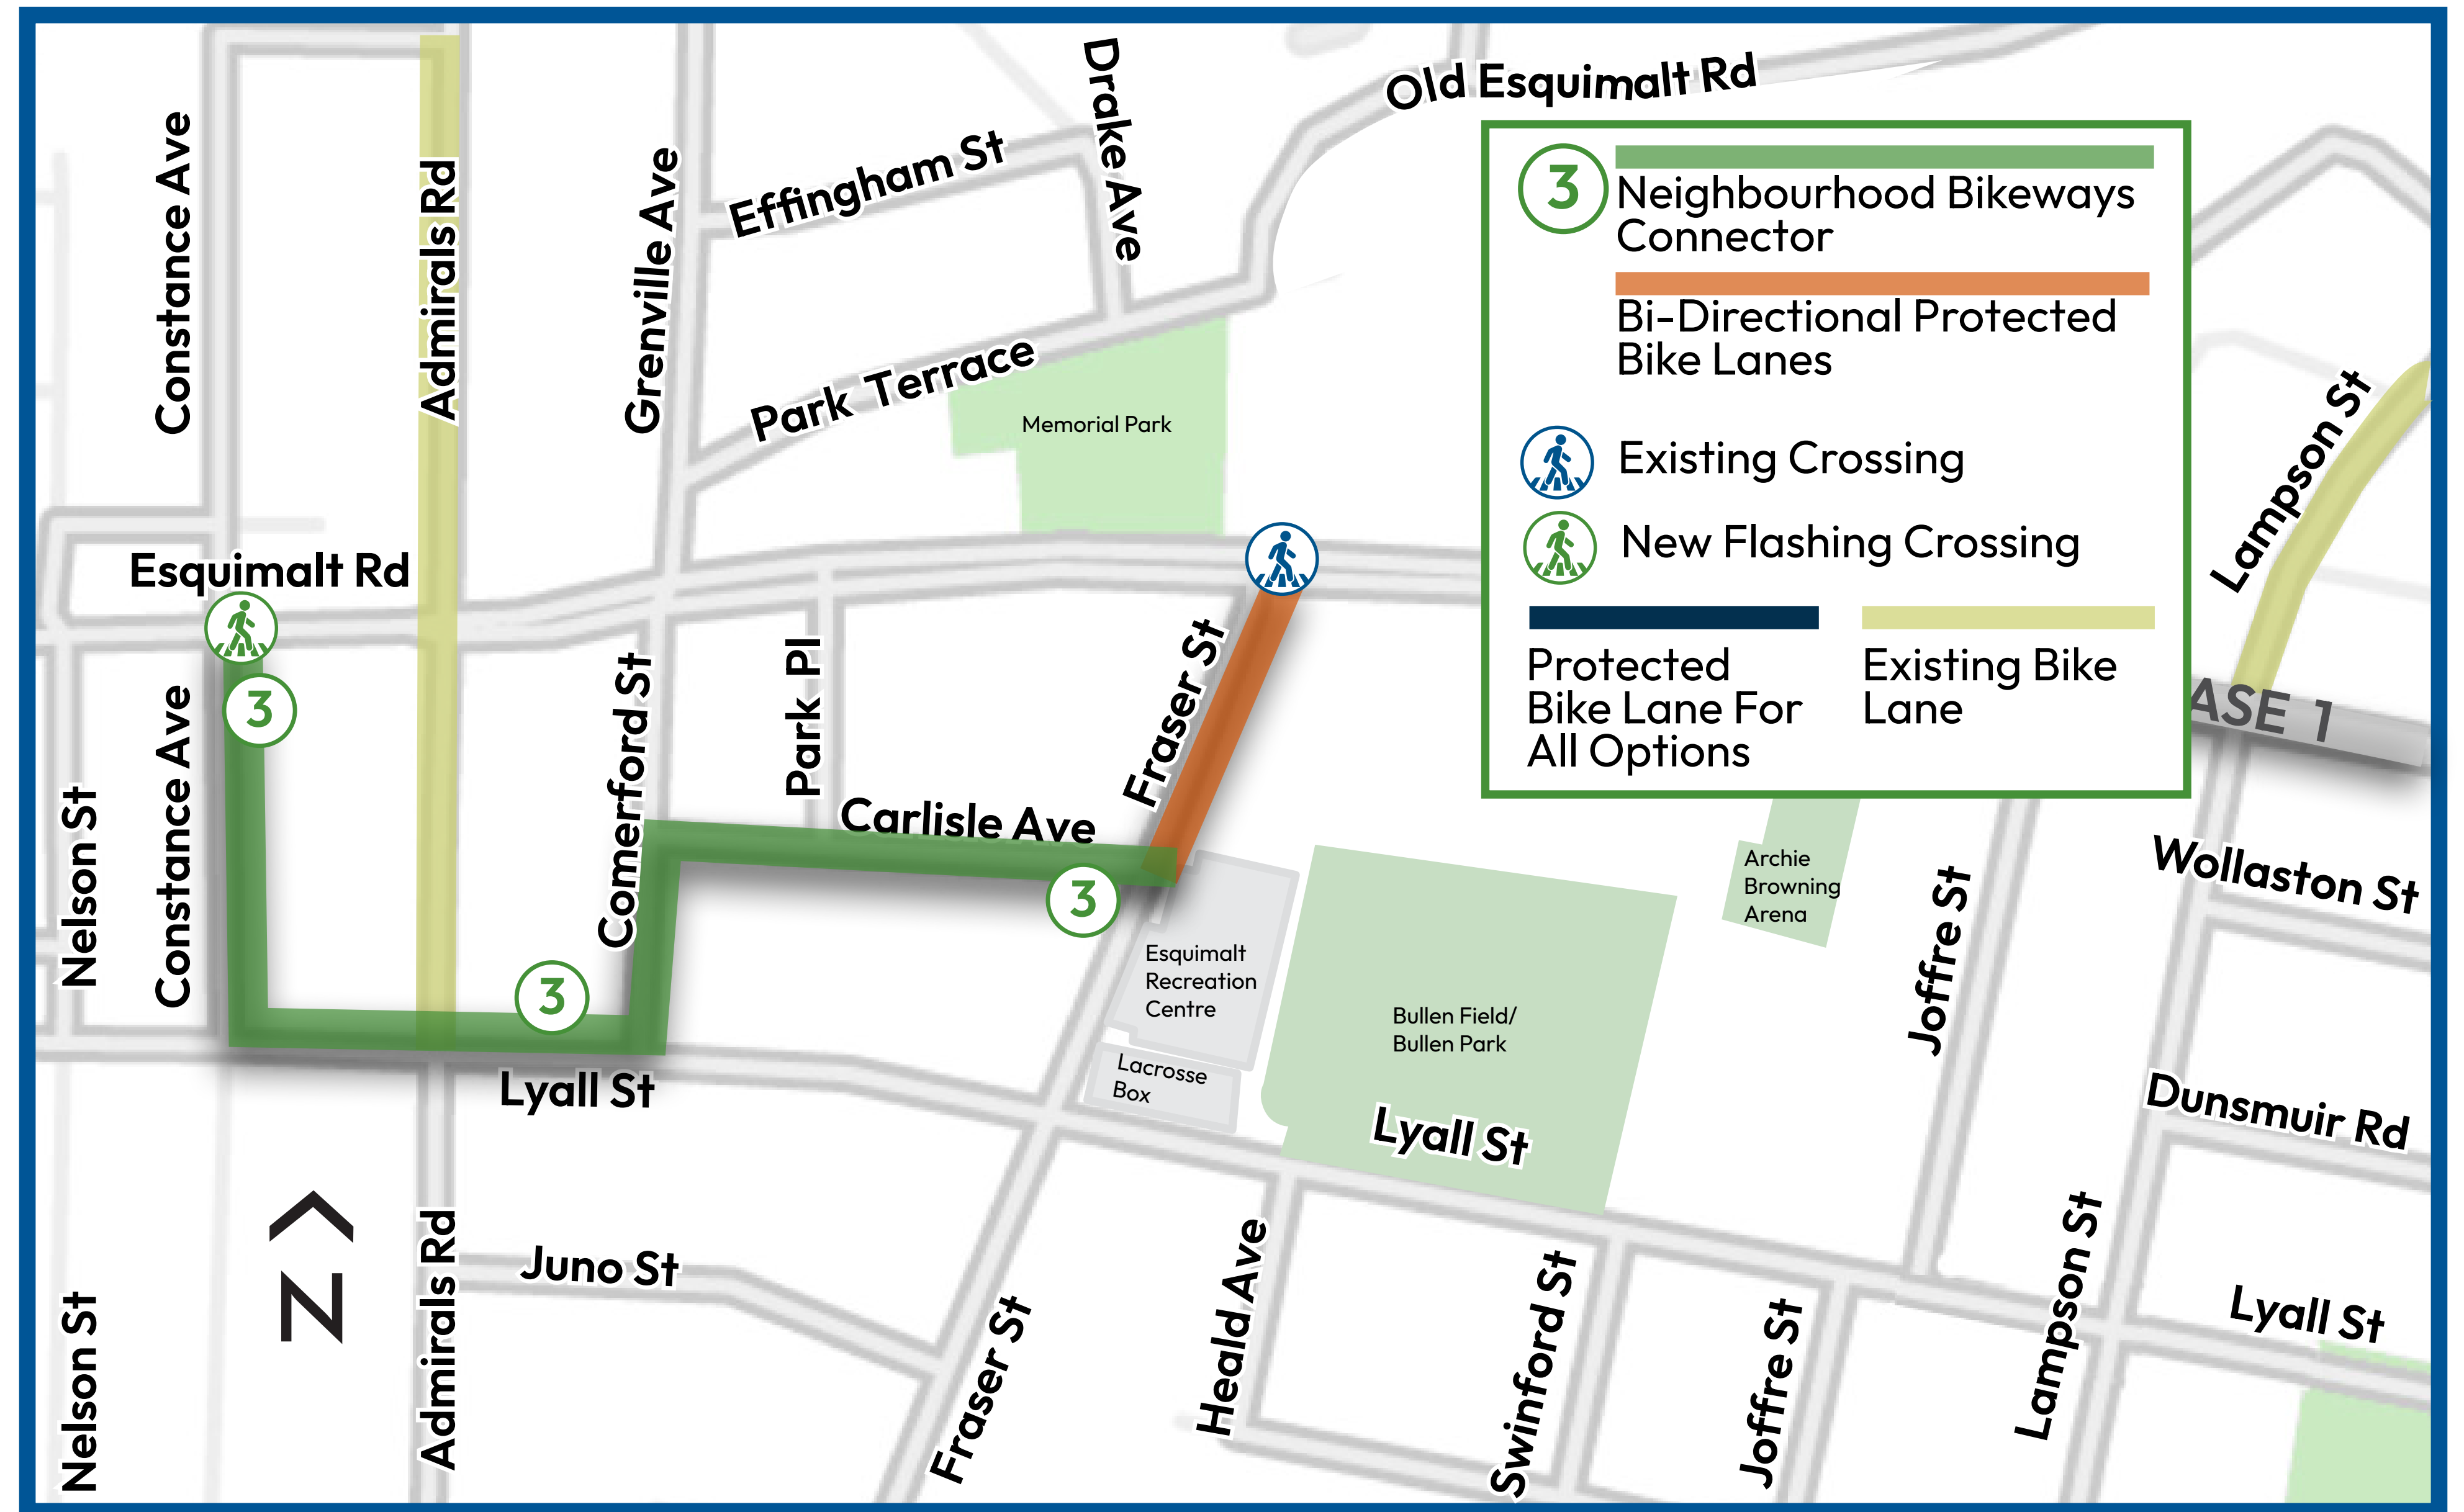 Drake Ave
Old Esquimalt Rd
Constance Ave
Admirals Rd
Grenville Ave
Effingham St
Park Terrace
Memorial Park
3
Neighbourhood Bikeways
Connector
Bi-Directional Protected
Bike Lanes
Existing Crossing
New Flashing Crossing
Protected
Bike Lane For
All Options
Existing Bike
Lane
Lampson St
ASE 1
Esquimalt Rd
3
Nelson St
Constance Ave
Comerford St
Park Pl
Fraser St
Carlisle Ave
3
3
Esquimalt
Recreation
Centre
Lacrosse
Box
Bullen Field/
Bullen Park
Archie
Browning
Arena
Joffre St
Wollaston St
Dunsmuir Rd
Lyall St
Lyall St
N
Nelson St
Admirals Rd
Juno St
Fraser St
Heald Ave
Swinford St
Joffre St
Lampson St
Lyall St